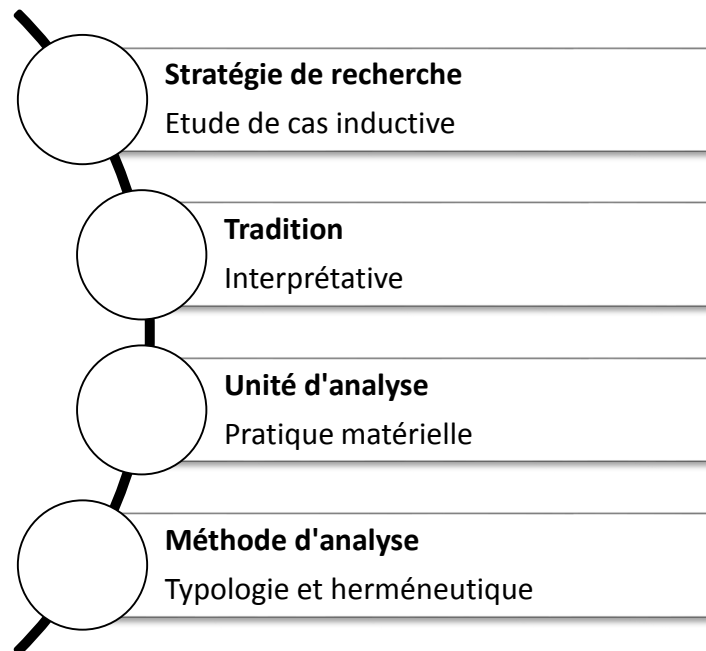 Stratégie de recherche
Etude de cas inductive
Tradition
Interprétative
Unité d'analyse
Pratique matérielle
Méthode d'analyse
Typologie et herméneutique